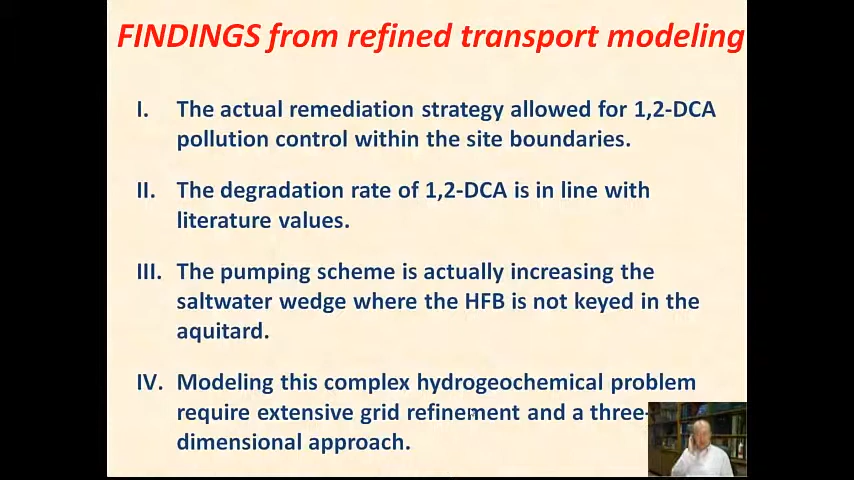 FINDINGS from refined transport modeling
I. The actual remediation strategy allowed for 1,2-DCA
pollution control within the site boundaries.
II. The degradation rate of 1,2-DCA is in line with
literature values.
III. The pumping scheme is actually increasing the
saltwater wedge where the HFB is not keyed in the
aquitard.
IV. Modeling this complex hydrogeochemical problem
require extensive grid refinement and a three-
dimensional approach.